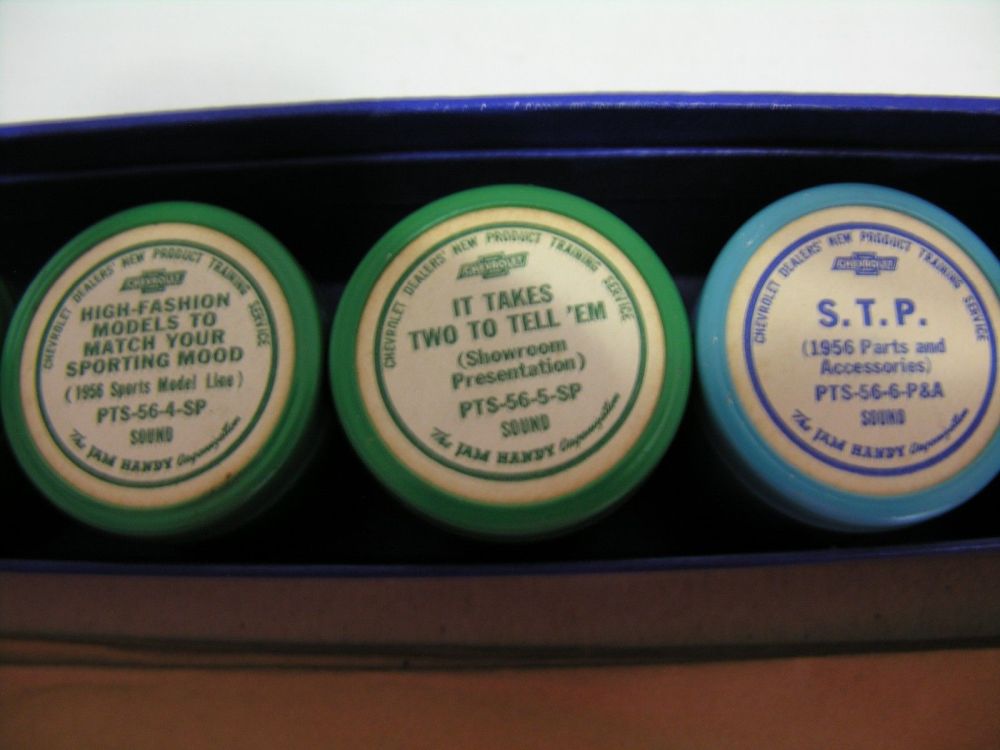 CHEVROLET DEALERS' NEW PRODUCT TRAINING SERVICE
CHEVROLET
HIGH-FASHION
MODELS TO
MATCH YOUR
SPORTING MOOD
(1956 Sports Model Line)
PTS-56-4-SP
SOUND
The JAM HANDY Organization
CHEVROLET DEALERS' NEW PRODUCT TRAINING SERVICE
CHEVROLET
IT TAKES
TWO TO TELL 'EM
(Showroom
Presentation)
PTS-56-5-SP
SOUND
The JAM HANDY Organization
CHEVROLET DEALERS' NEW PRODUCT TRAINING SERVICE
CHEVROLET
S.T.P.
(1956 Parts and
Accessories)
PTS-56-6-P&A
SOUND
The JAM HANDY Organization